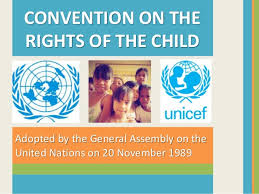 CONVENTION ON THE
RIGHTS OF THE CHILD
unicef
Adopted by the General Assembly on the
United Nations on 20 November 1989